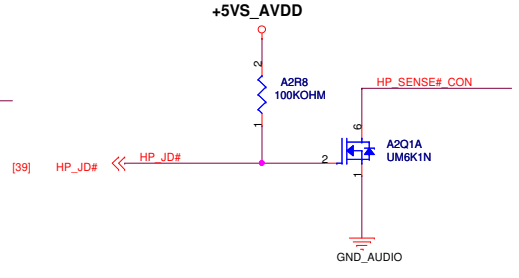 +5VS_AVDD
2
A2R8
100KOHM
1
HP_SENSE#_CON
6
A2Q1A
UM6K1N
[39] HP_JD#
HP_JD#
2
1
GND_AUDIO